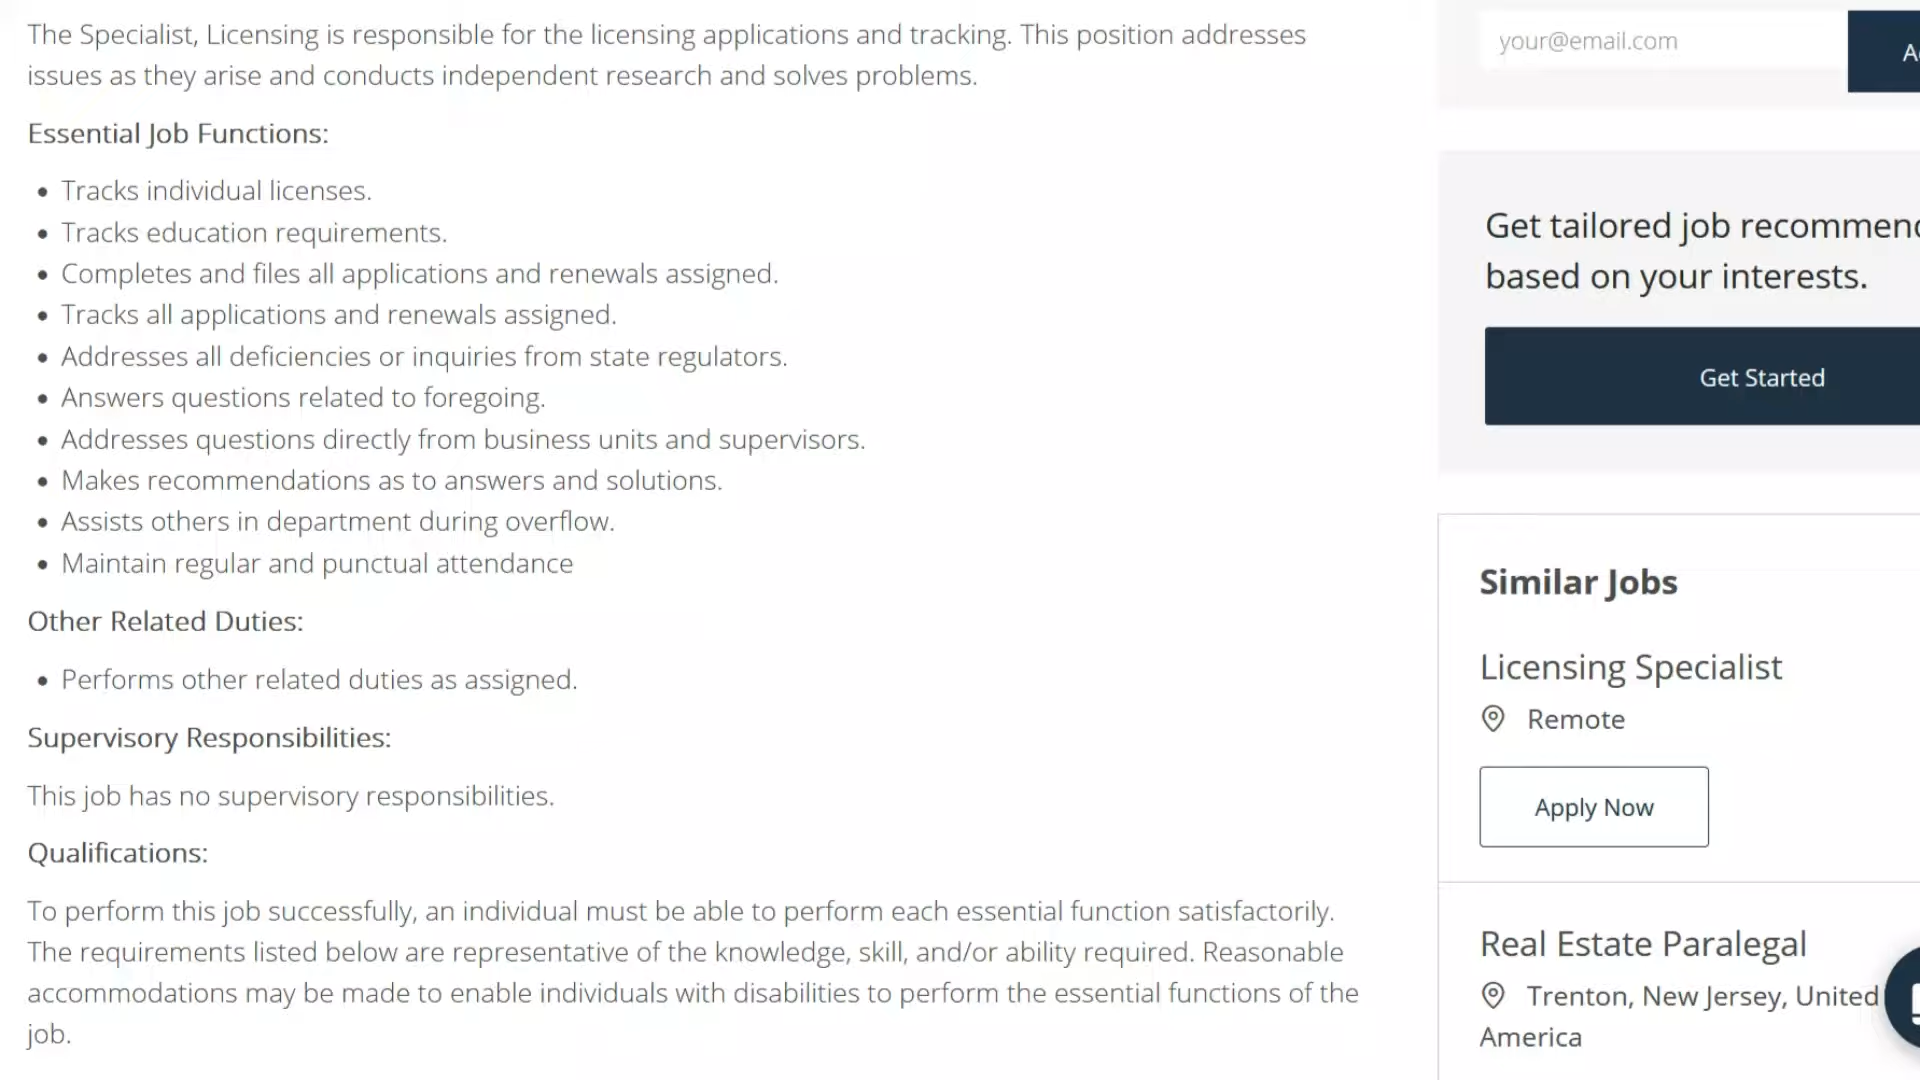 The Specialist, Licensing is responsible for the licensing applications and tracking. This position addresses
issues as they arise and conducts independent research and solves problems.
Essential Job Functions:
Tracks individual licenses.
Tracks education requirements.
Completes and files all applications and renewals assigned.
Tracks all applications and renewals assigned.
Addresses all deficiencies or inquiries from state regulators.
Answers questions related to foregoing.
Addresses questions directly from business units and supervisors.
Makes recommendations as to answers and solutions.
Assists others in department during overflow.
Maintain regular and punctual attendance
Other Related Duties:
Performs other related duties as assigned.
Supervisory Responsibilities:
This job has no supervisory responsibilities.
Qualifications:
To perform this job successfully, an individual must be able to perform each essential function satisfactorily.
The requirements listed below are representative of the knowledge, skill, and/or ability required. Reasonable
accommodations may be made to enable individuals with disabilities to perform the essential functions of the
job.
your@email.com
Get tailored job
based on your interests.
Get Started
Similar Jobs
Licensing Specialist
Remote
Apply Now
Real Estate Paralegal
Trenton, New Jersey, United
America